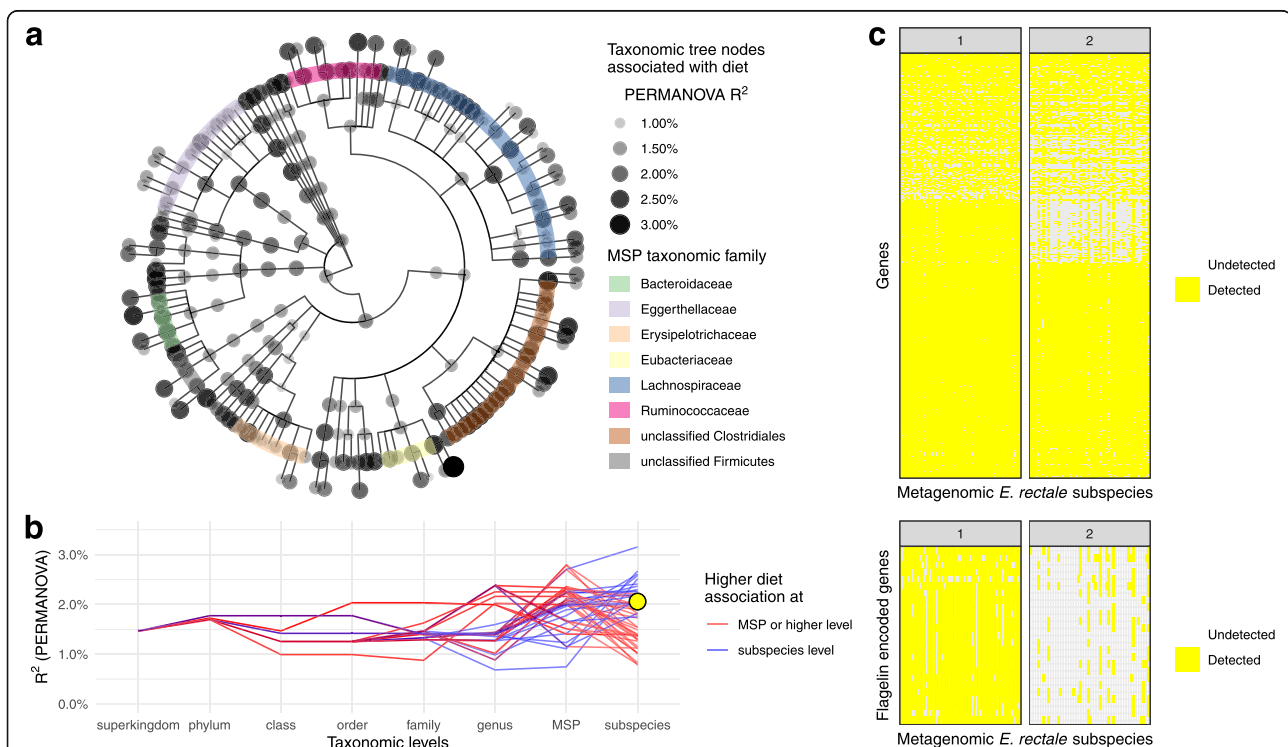 a
Taxonomic tree nodes
associated with diet
PERMANOVA R²
1.00%
1.50%
2.00%
2.50%
3.00%
MSP taxonomic family
Bacteroidaceae
Eggerthellaceae
Erysipelotrichaceae
Eubacteriaceae
Lachnospiraceae
Ruminococcaceae
unclassified Clostridiales
unclassified Firmicutes
b
R² (PERMANOVA)
3.0%
2.0%
1.0%
0.0%
superkingdom phylum class order family genus MSP subspecies
Taxonomic levels
Higher diet
association at
MSP or higher level
subspecies level
c
1 2
Genes
Undetected
Detected
Metagenomic E. rectale subspecies
1 2
Flagelin encoded genes
Undetected
Detected
Metagenomic E. rectale subspecies